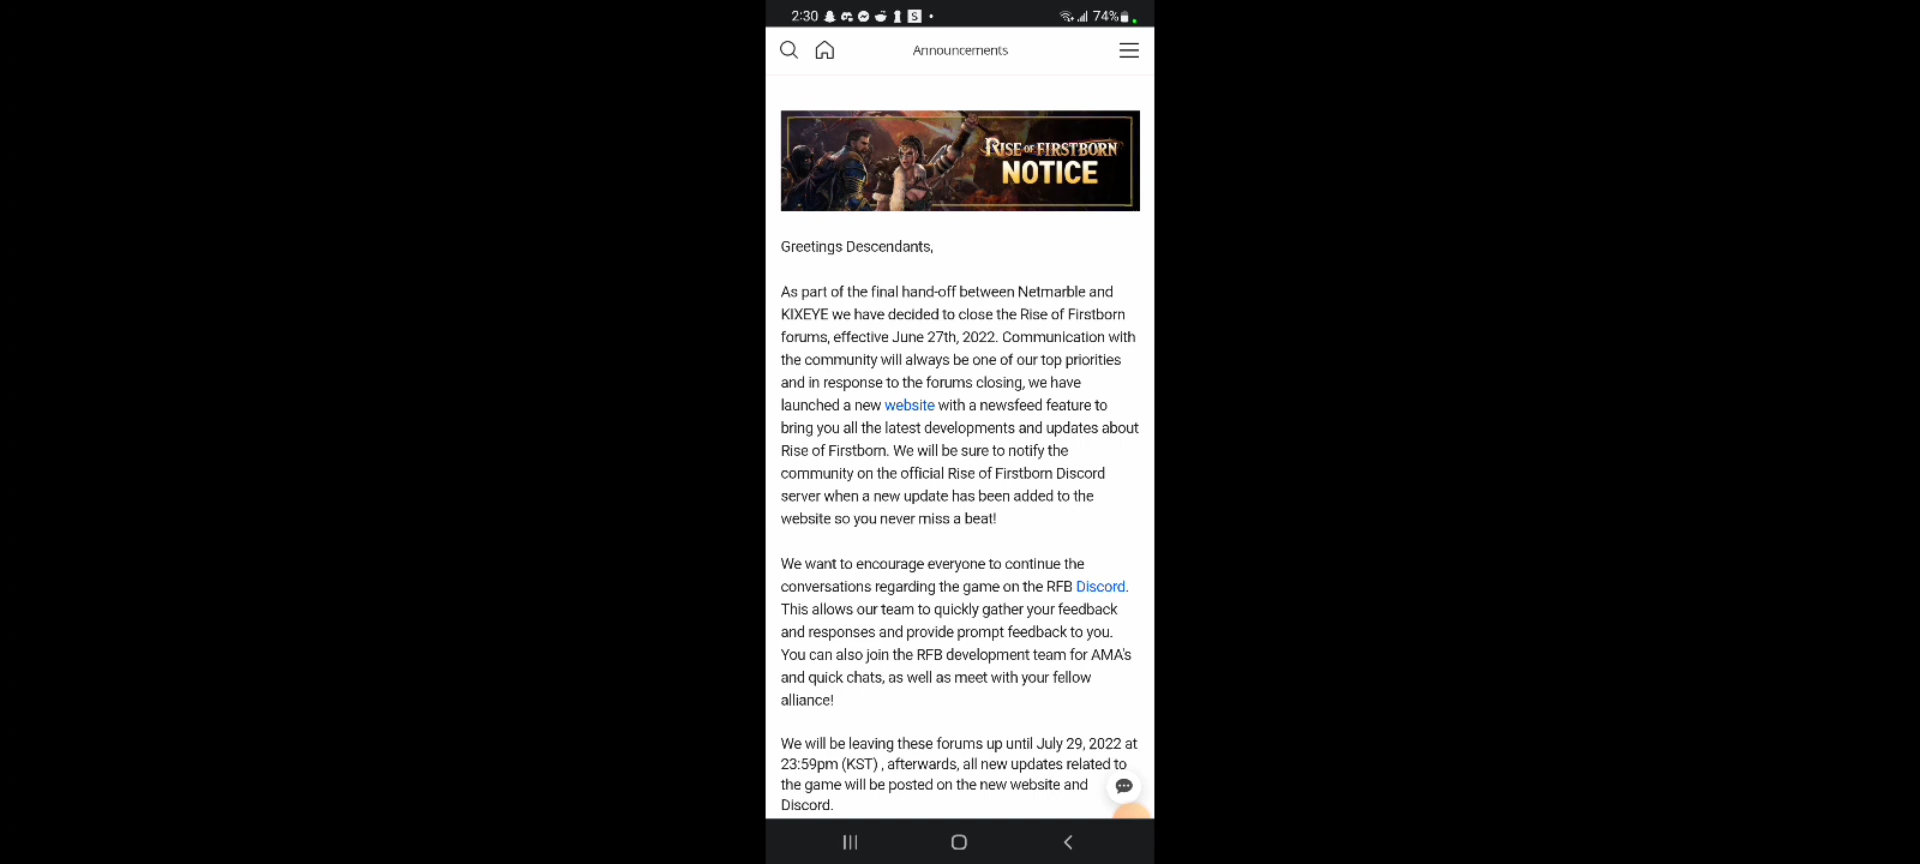 2:30
S
74%
Announcements
RISE OF FIRSTBORN
NOTICE
Greetings Descendants,
As part of the final hand-off between Netmarble and
KIXEYE we have decided to close the Rise of Firstborn
forums, effective June 27th, 2022. Communication with
the community will always be one of our top priorities
and in response to the forums closing, we have
launched a new website with a newsfeed feature to
bring you all the latest developments and updates about
Rise of Firstborn. We will be sure to notify the
community on the official Rise of Firstborn Discord
server when a new update has been added to the
website so you never miss a beat!
We want to encourage everyone to continue the
conversations regarding the game on the RFB Discord.
This allows our team to quickly gather your feedback
and responses and provide prompt feedback to you.
You can also join the RFB development team for AMA's
and quick chats, as well as meet with your fellow
alliance!
We will be leaving these forums up until July 29, 2022 at
23:59pm (KST) , afterwards, all new updates related to
the game will be posted on the new website and
Discord.